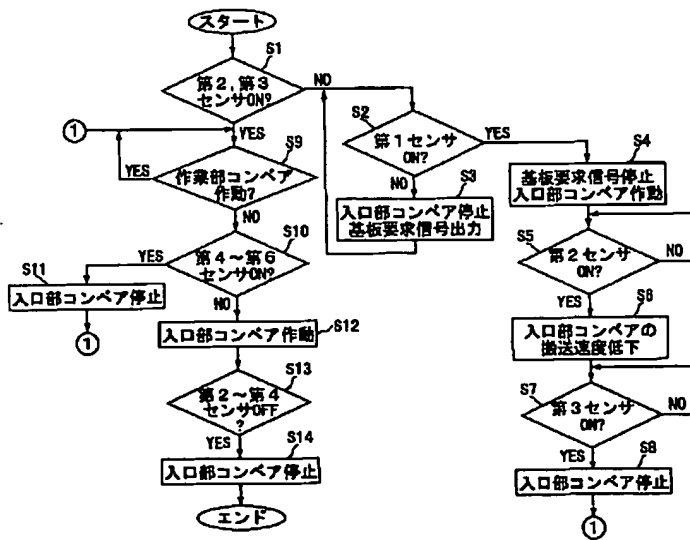 スタート
S1
第2,第3
センサON?
NO
YES
①
S9
作業部コンベア
作動?
YES
NO
S10
第4～第6
センサON?
YES
NO
S11
入口部コンベア停止
①
S12
入口部コンベア作動
S13
第2～第4
センサOFF
?
YES
S14
入口部コンベア停止
エンド
S2
第1センサ
ON?
YES
NO
S3
入口部コンベア停止
基板要求信号出力
S4
基板要求信号停止
入口部コンベア作動
S5
第2センサ
ON?
NO
YES
S6
入口部コンベアの
搬送速度低下
S7
第3センサ
ON?
NO
YES
S8
入口部コンベア停止
①